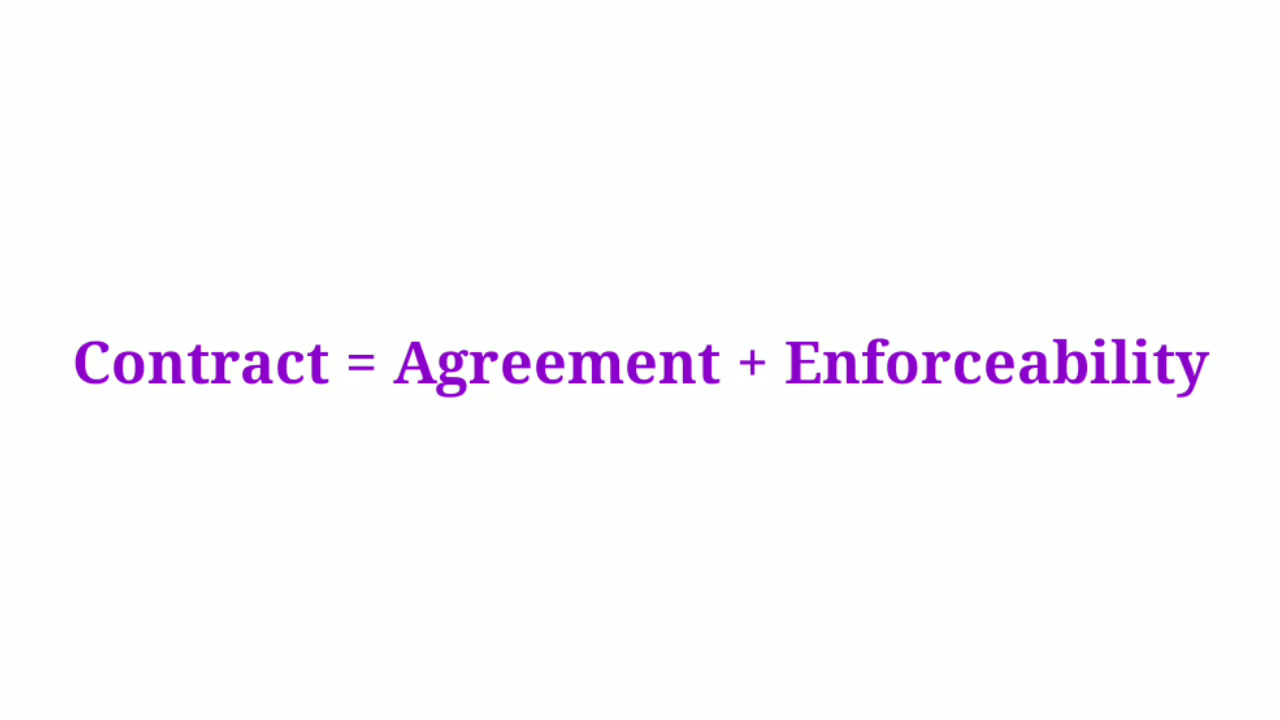 Contract = Agreement + Enforceability